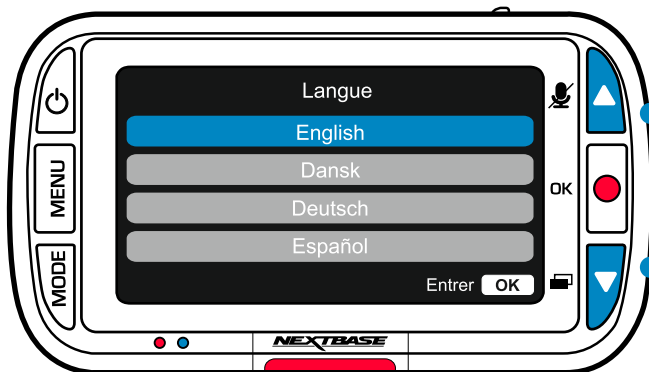 Langue
English
Dansk
Deutsch
Español
Entrer OK
MENU
MODE
OK
NEXTBASE